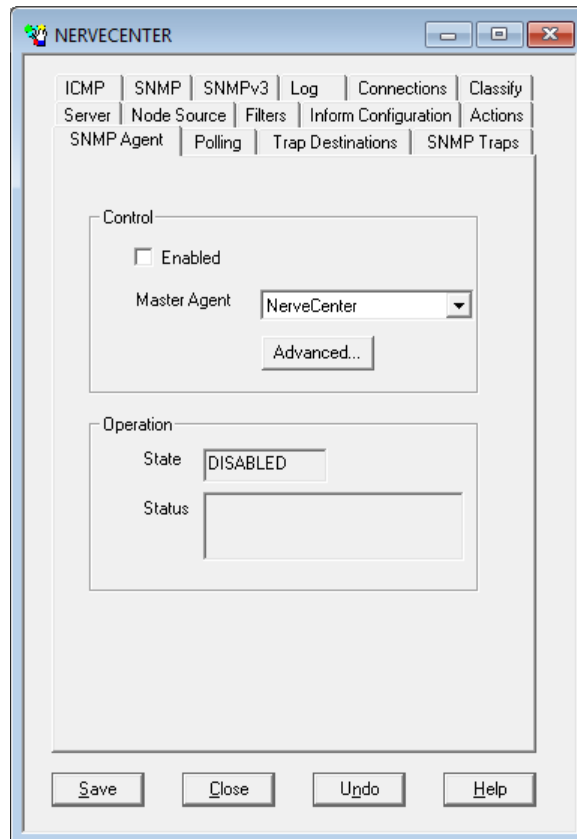 NERVECENTER
ICMP SNMP SNMPv3 Log Connections Classify
Server Node Source Filters Inform Configuration Actions
SNMP Agent Polling Trap Destinations SNMP Traps
Control
Enabled
Master Agent NerveCenter
Advanced...
Operation
State DISABLED
Status
Save Close Undo Help